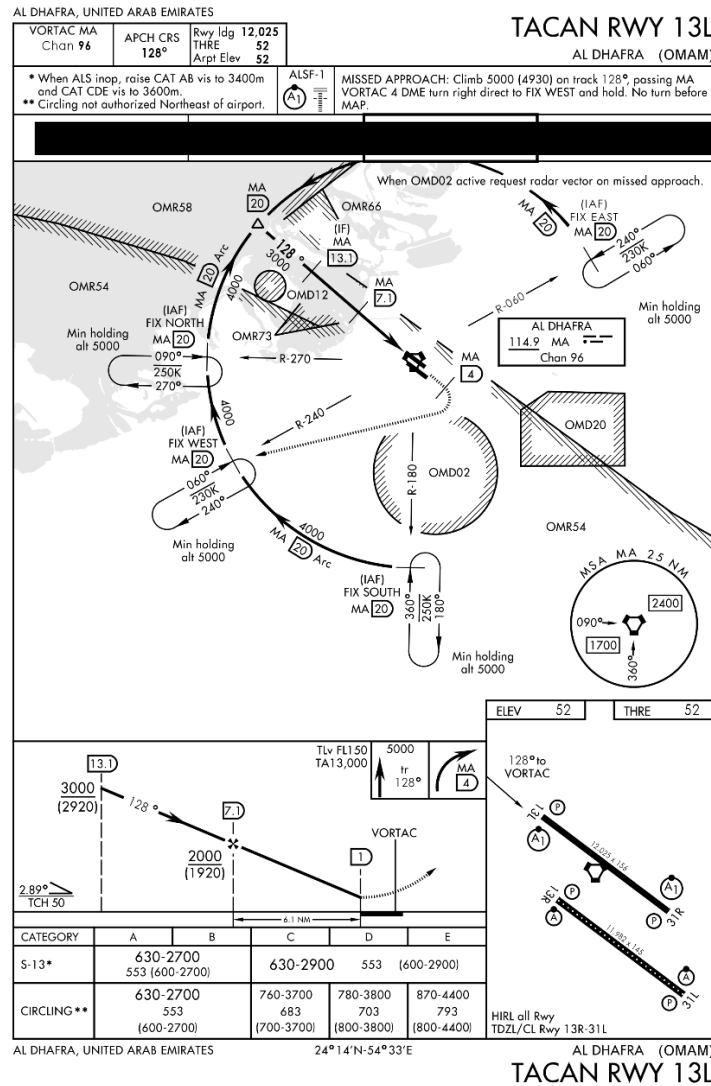 AL DHAFRA, UNITED ARAB EMIRATES
TACAN RWY 13L
AL DHAFRA (OMAM)
VORTAC MA
Chan 96
APCH CRS
128°
Rwy ldg 12,025
THRE 52
Arpt Elev 52
* When ALS inop, raise CAT AB vis to 3400m
and CAT CDE vis to 3600m.
** Circling not authorized Northeast of airport.
ALSF-1
A1
MISSED APPROACH: Climb 5000 (4930) on track 128°, passing MA
VORTAC 4 DME turn right direct to FIX WEST and hold. No turn before
MAP.
When OMD02 active request radar vector on missed approach.
MA
20
OMR58
OMR66
(IF)
MA
13.1
128°
3000
MA 20
(IAF)
FIX EAST
MA 20
240°
230K
060°
Min holding
alt 5000
MA 20 Arc
4000
OMR54
OMD12
MA
7.1
R-060
AL DHAFRA
114.9 MA
Chan 96
(IAF)
FIX NORTH
MA 20
Min holding
alt 5000
090°
250K
270°
OMR73
R-270
MA
4
4000
R-240
(IAF)
FIX WEST
MA 20
060°
230K
240°
Min holding
alt 5000
OMD20
OMD02
R-180
OMR54
4000
MA 20 Arc
(IAF)
FIX SOUTH
MA 20
360°
250K
180°
Min holding
alt 5000
MSA MA 25 NM
2400
090°
1700
360°
ELEV 52
THRE 52
TLv FL150
TA13,000
5000
tr
128°
MA
4
13.1
3000
(2920)
128°
7.1
2000
(1920)
VORTAC
1
2.89°
TCH 50
6.1 NM
128° to
VORTAC
13L
P
A1
12,025 x 156
A1
P
31R
13R
P
A
11,982 x 145
A
P
31L
HIRL all Rwy
TDZL/CL Rwy 13R-31L
CATEGORY A B C D E
S-13* 630-2700 553 (600-2700) 630-2900 553 (600-2900)
CIRCLING** 630-2700 760-3700 780-3800 870-4400
553 683 703 793
(600-2700) (700-3700) (800-3800) (800-4400)
AL DHAFRA, UNITED ARAB EMIRATES
24°14'N-54°33'E
AL DHAFRA (OMAM)
TACAN RWY 13L